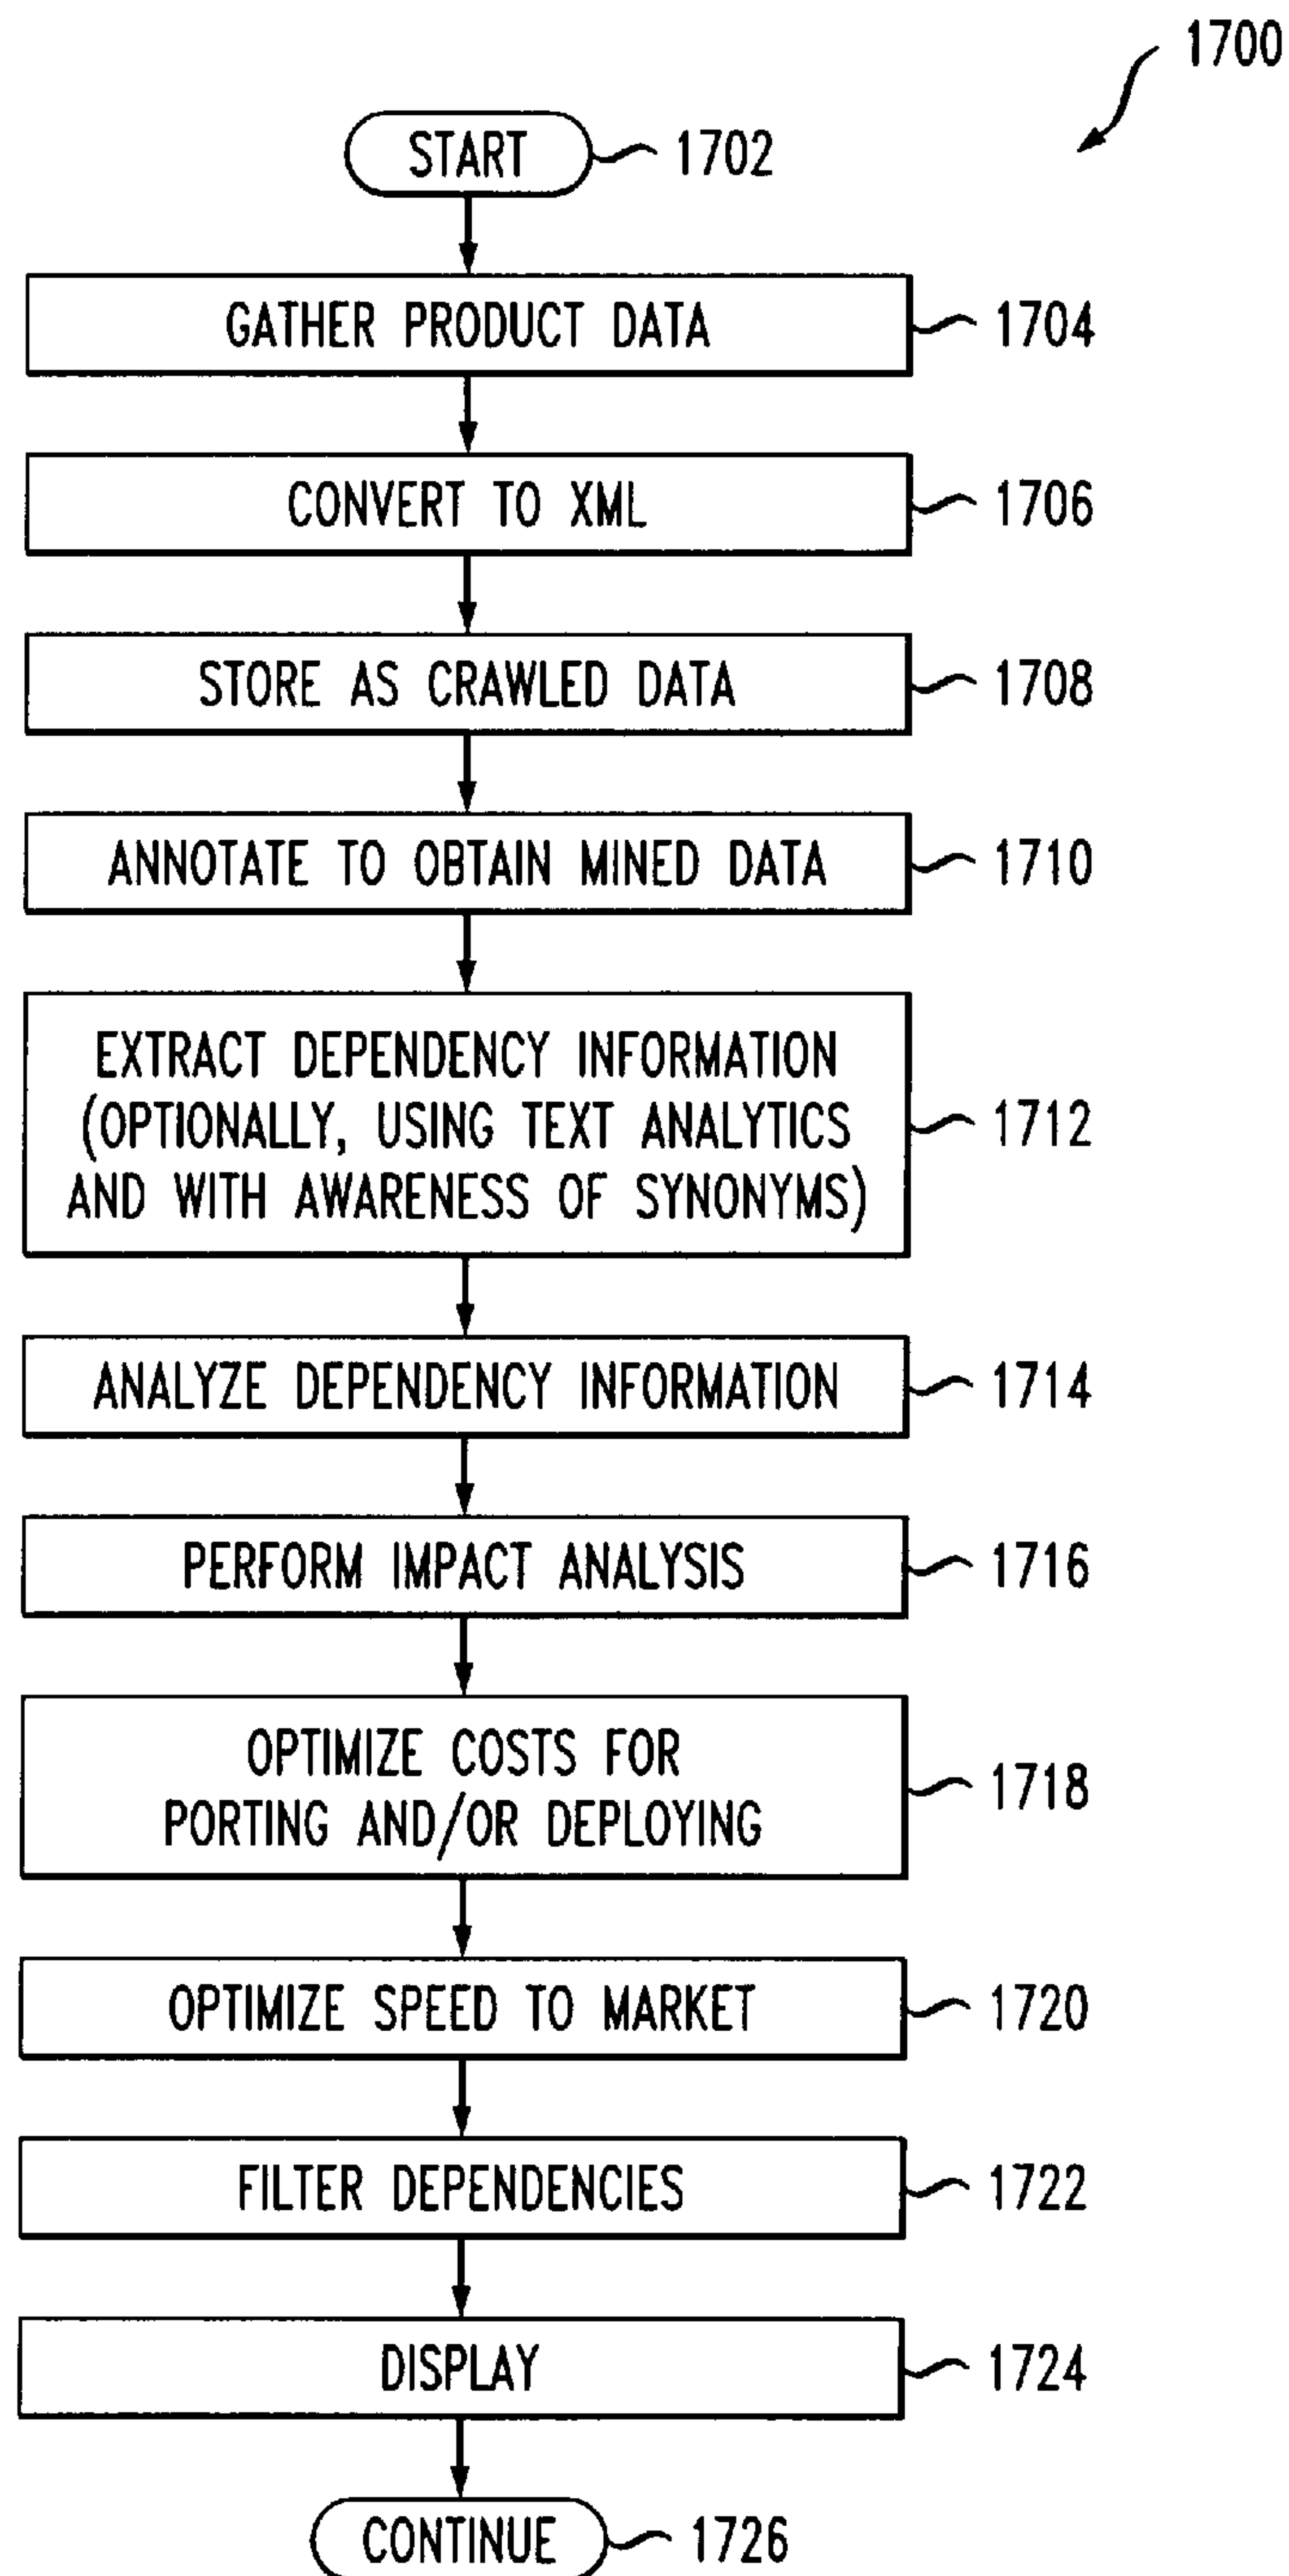 1700
START 1702
GATHER PRODUCT DATA 1704
CONVERT TO XML 1706
STORE AS CRAWLED DATA 1708
ANNOTATE TO OBTAIN MINED DATA 1710
EXTRACT DEPENDENCY INFORMATION
(OPTIONALLY, USING TEXT ANALYTICS 1712
AND WITH AWARENESS OF SYNONYMS)
ANALYZE DEPENDENCY INFORMATION 1714
PERFORM IMPACT ANALYSIS 1716
OPTIMIZE COSTS FOR
PORTING AND/OR DEPLOYING
1718
OPTIMIZE SPEED TO MARKET 1720
FILTER DEPENDENCIES 1722
DISPLAY 1724
CONTINUE 1726